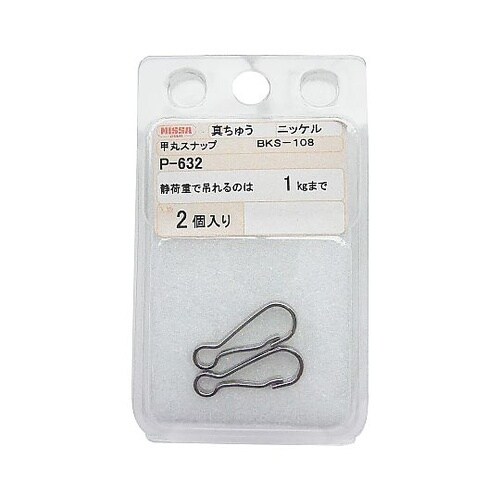 NISSA 真ちゅう ニッケル
甲丸スナップ BKS-108
P-632
静荷重で吊れるのは 1kgまで
2個入り